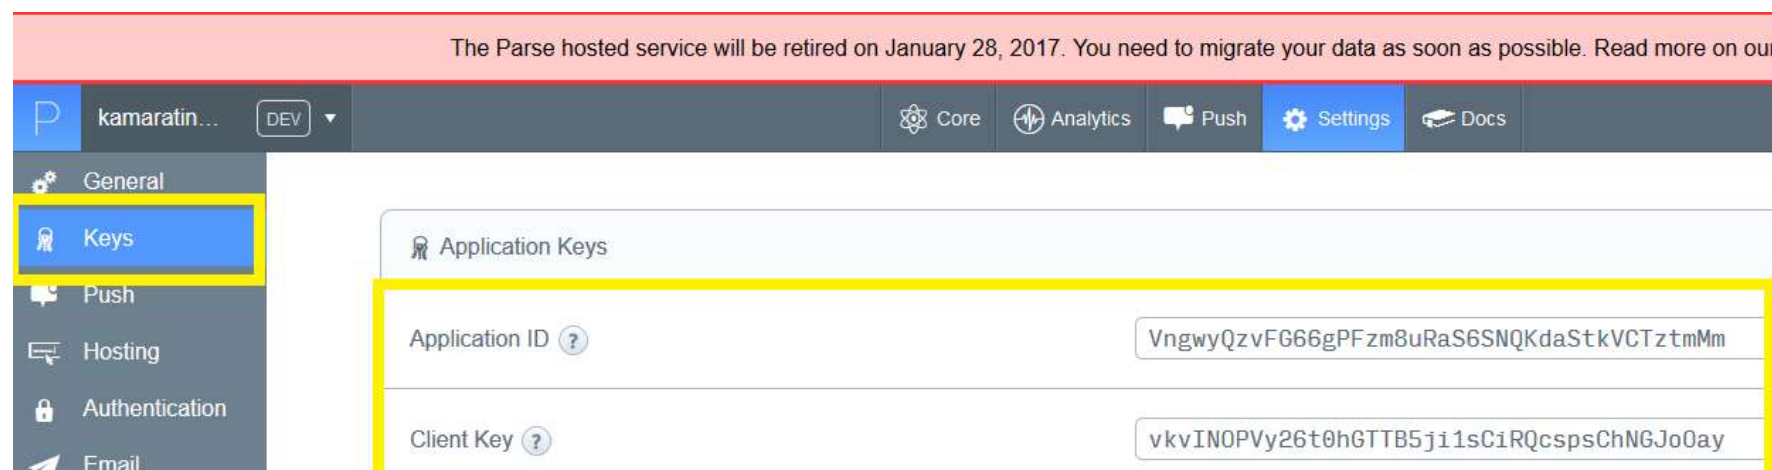 The Parse hosted service will be retired on January 28, 2017. You need to migrate your data as soon as possible. Read more on our
P kamaratin... DEV Core Analytics Push Settings Docs
General
Keys
Application Keys
Push
Application ID ? VngwyQzvFG66gPFzm8uRaS6SNQKdaStkVCTztmMm
Hosting
Authentication
Client Key ? vkvINOPVy26t0hGTTB5ji1sCiRQcspsChNGJoOay
Email